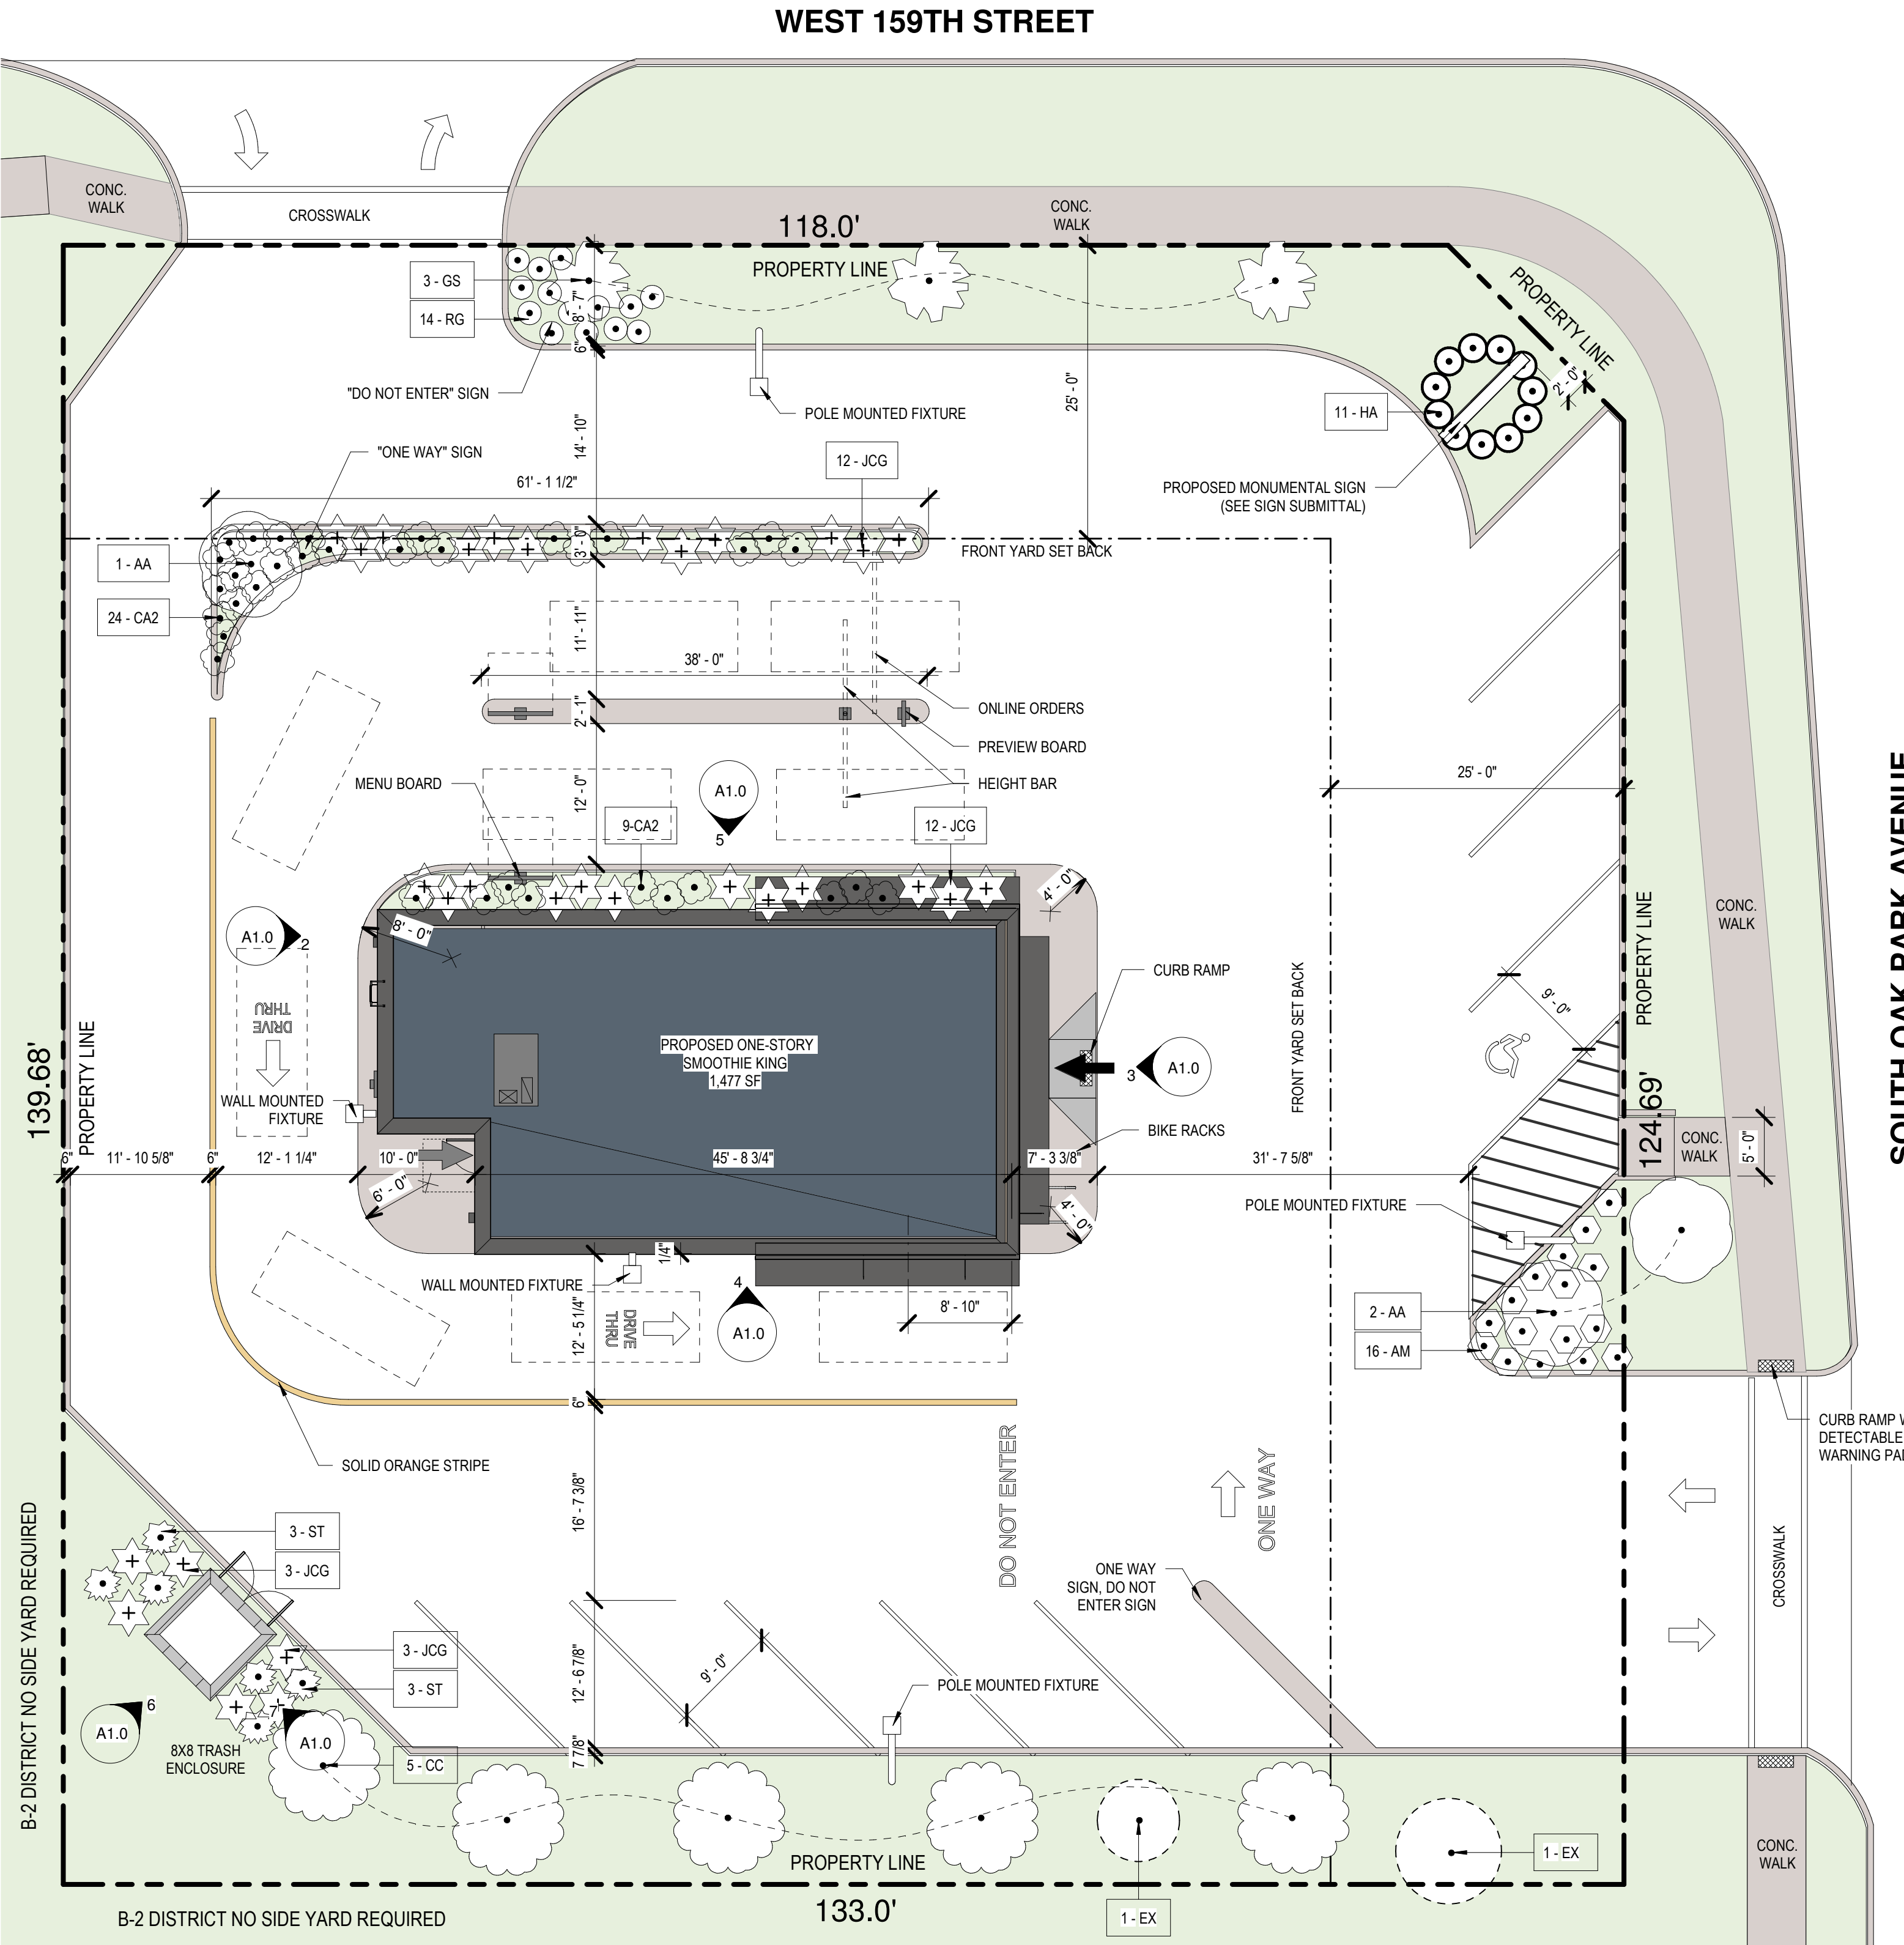 WEST 159TH STREET
CONC.
WALK
CROSSWALK
CONC.
WALK
118.0'
PROPERTY LINE
PROPERTY LINE
3 - GS
14 - RG
8' - 7"
6"
"DO NOT ENTER" SIGN
POLE MOUNTED FIXTURE
25' - 0"
2' - 0"
11 - HA
14' - 10"
"ONE WAY" SIGN
12 - JCG
61' - 1 1/2"
PROPOSED MONUMENTAL SIGN
(SEE SIGN SUBMITTAL)
3' - 0"
FRONT YARD SET BACK
1 - AA
24 - CA2
11' - 11"
38' - 0"
2' - 1"
ONLINE ORDERS
PREVIEW BOARD
HEIGHT BAR
MENU BOARD
12' - 0"
A1.0
5
9-CA2
12 - JCG
25' - 0"
4' - 0"
8' - 0"
A1.0
2
CONC.
WALK
PROPERTY LINE
SOUTH OAK PARK AVENUE
CURB RAMP
FRONT YARD SET BACK
9' - 0"
DRIVE
THRU
PROPOSED ONE-STORY
SMOOTHIE KING
1,477 SF
3
A1.0
139.68'
PROPERTY LINE
WALL MOUNTED
FIXTURE
BIKE RACKS
124.69'
CONC.
WALK
5' - 0"
6"
11' - 10 5/8"
6"
12' - 1 1/4"
10' - 0"
45' - 8 3/4"
7' - 3 3/8"
31' - 7 5/8"
6' - 0"
4' - 0"
POLE MOUNTED FIXTURE
1/4"
WALL MOUNTED FIXTURE
4
A1.0
8' - 10"
12' - 5 1/4"
DRIVE
THRU
2 - AA
16 - AM
6"
CURB RAMP W
DETECTABLE
WARNING PA
SOLID ORANGE STRIPE
16' - 7 3/8"
DO NOT ENTER
ONE WAY
B-2 DISTRICT NO SIDE YARD REQUIRED
3 - ST
3 - JCG
ONE WAY
SIGN, DO NOT
ENTER SIGN
CROSSWALK
3 - JCG
3 - ST
12' - 6 7/8"
9' - 0"
POLE MOUNTED FIXTURE
6
A1.0
7
A1.0
8X8 TRASH
ENCLOSURE
5 - CC
7 7/8"
PROPERTY LINE
1 - EX
CONC.
WALK
133.0'
1 - EX
B-2 DISTRICT NO SIDE YARD REQUIRED